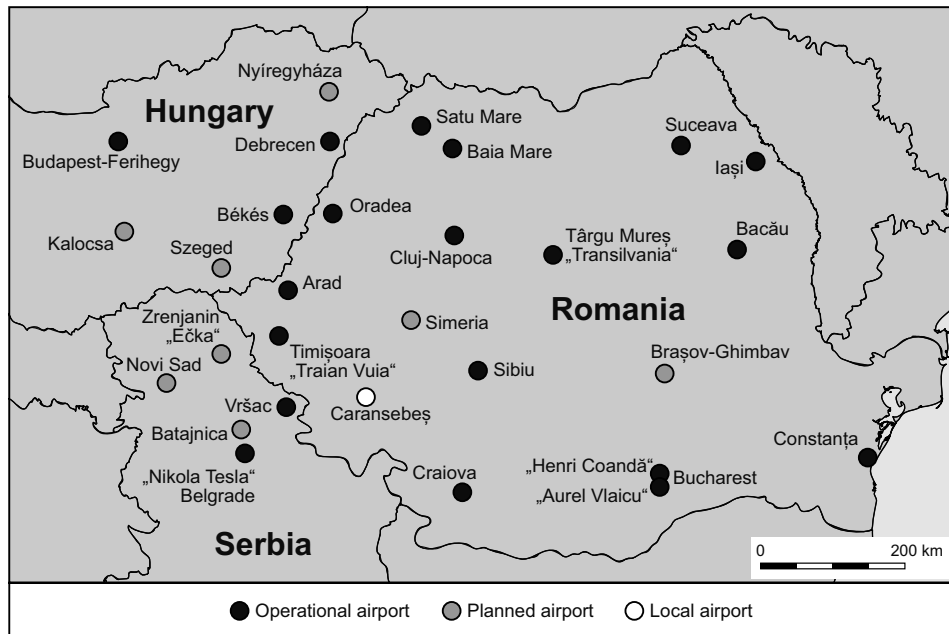 Nyíregyháza
Hungary
Satu Mare
Suceava
Budapest-Ferihegy
Debrecen
Baia Mare
Iași
Békés
Oradea
Kalocsa
Szeged
Cluj-Napoca
Târgu Mureș
„Transilvania“
Bacău
Arad
Zrenjanin
„Ečka“
Simeria
Romania
Novi Sad
Timișoara
„Traian Vuia“
Sibiu
Brașov-Ghimbav
Vršac
Caransebeș
Batajnica
Constanța
„Nikola Tesla“
Belgrade
Craiova
„Henri Coandă“
„Aurel Vlaicu“
Bucharest
Serbia
0 200 km
Operational airport Planned airport Local airport